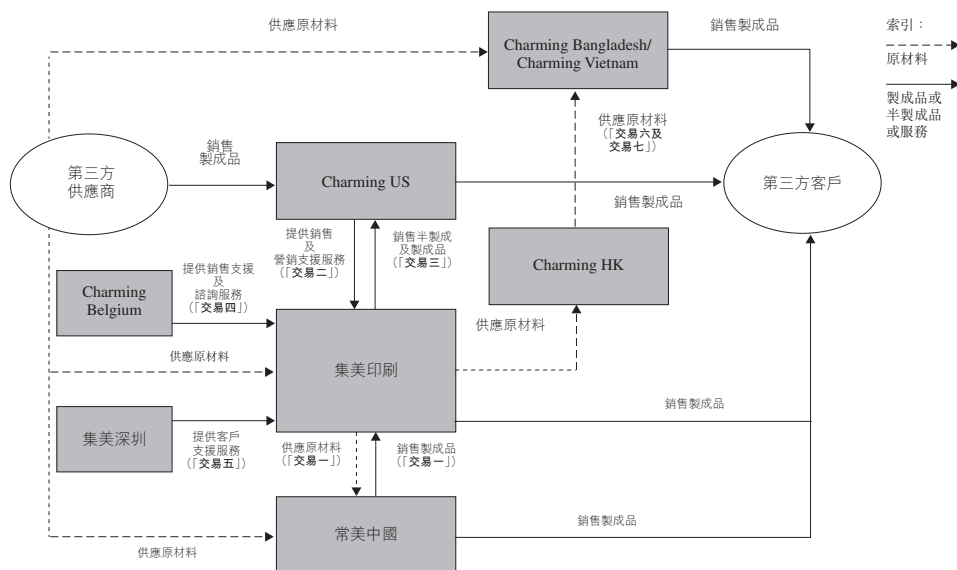 供應原材料
Charming Bangladesh/
Charming Vietnam
銷售製成品
索引：
原材料
製成品或
半製成品
或服務
供應原材料
（「交易六及
交易七」）
第三方
供應商
銷售
製成品
Charming US
銷售製成品
第三方客戶
提供銷售
及
營銷支援服務
（「交易二」）
銷售半製成
及製成品
（「交易三」）
Charming HK
Charming
Belgium
提供銷售支援
及
諮詢服務
（「交易四」）
供應原材料
供應原材料
集美印刷
集美深圳
提供客戶
支援服務
（「交易五」）
供應原材料
（「交易一」）
銷售製成品
（「交易一」）
銷售製成品
供應原材料
常美中國
銷售製成品